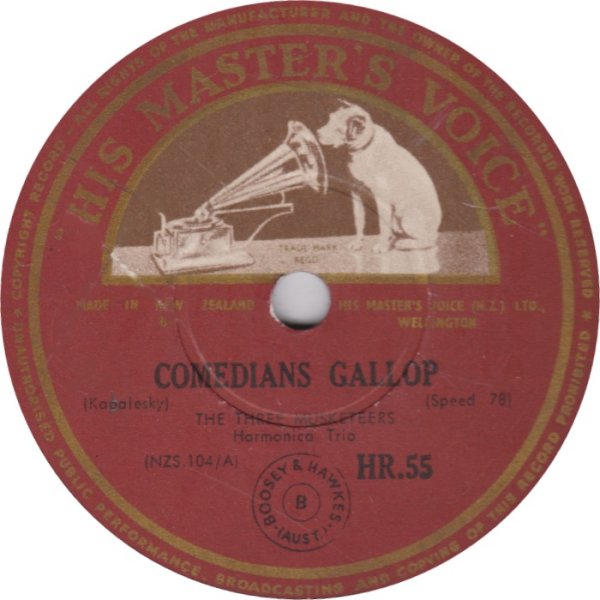 ★ COPYRIGHT RECORD ★ ALL RIGHTS OF THE MANUFACTURER AND THE OWNER OF THE RECORDED WORK RESERVED ★
"HIS MASTER'S VOICE"
TRADE MARK
REGD
MADE IN NEW ZEALAND HIS MASTER'S VOICE (N.Z.) LTD.,
WELLINGTON
COMEDIANS GALLOP
(Kabalesky) (Speed 78)
THE THREE MUSKETEERS
Harmonica Trio
(NZS.104/A) HR.55
BOOSEY & HAWKES
B
(AUST.)
UNAUTHORISED PUBLIC PERFORMANCE, BROADCASTING AND COPYING OF THIS RECORD PROHIBITED